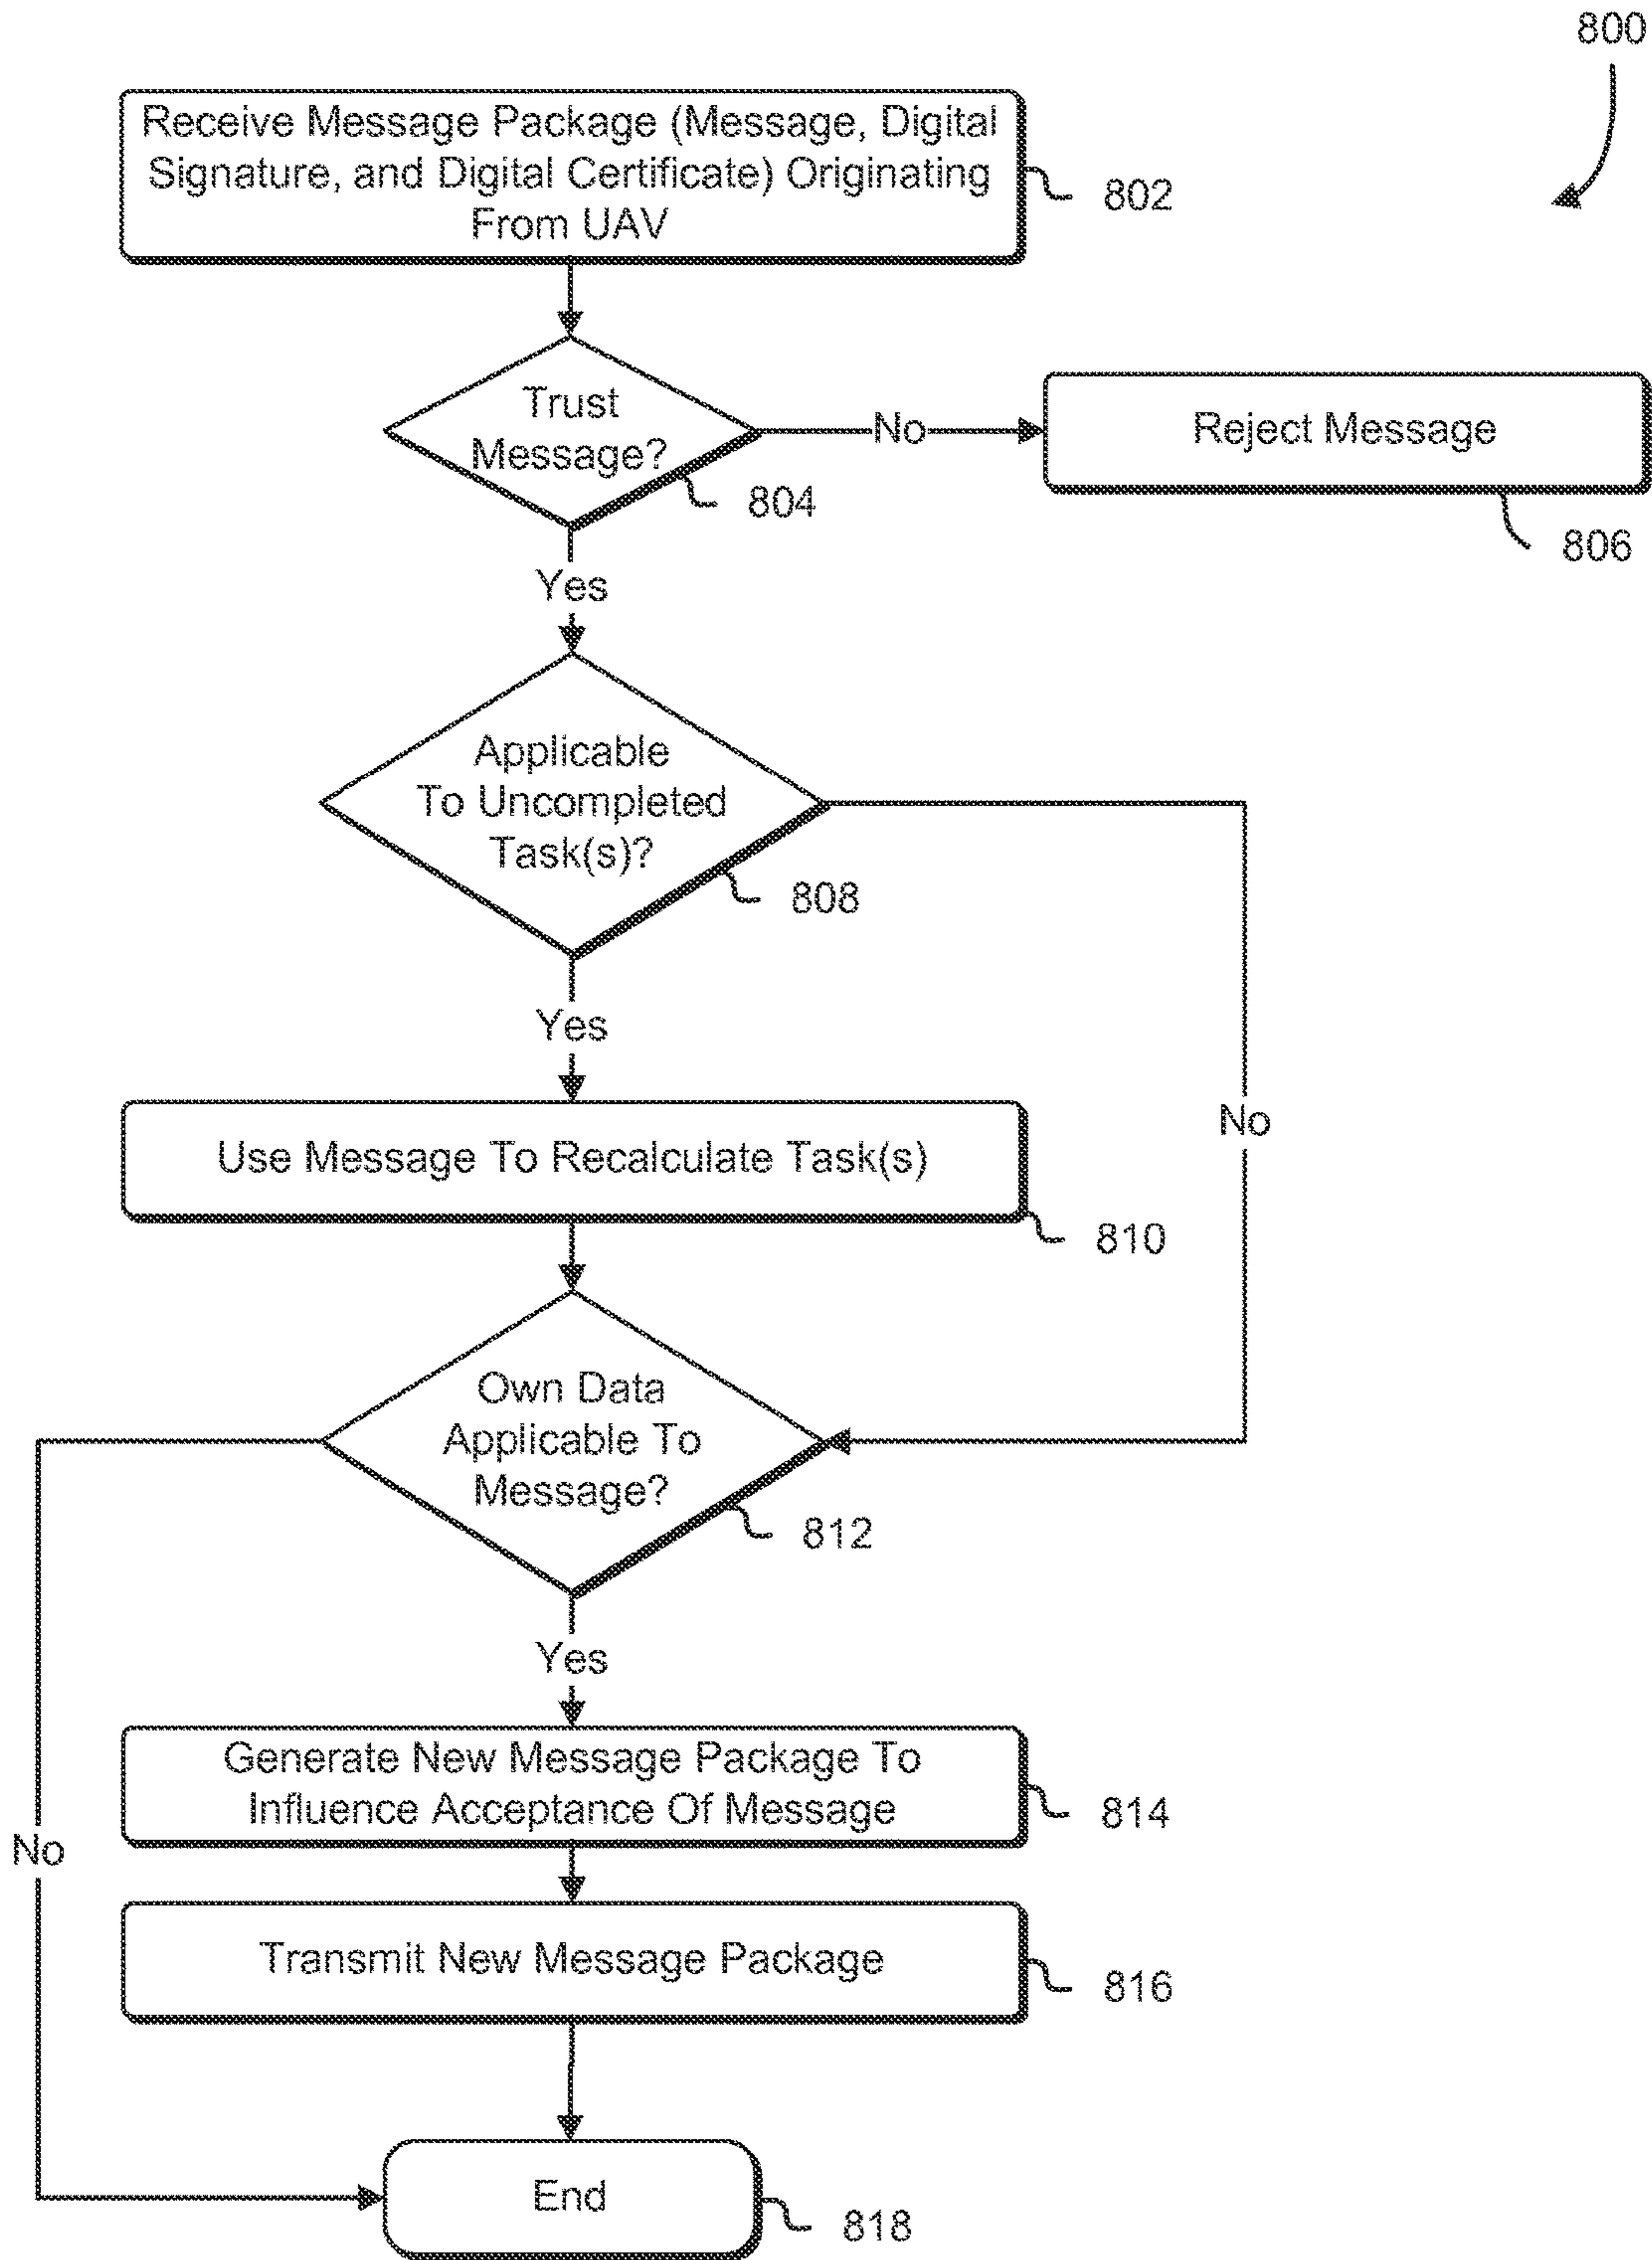 800
Receive Message Package (Message, Digital
Signature, and Digital Certificate) Originating
From UAV
802
Trust
Message?
804
No
Reject Message
806
Yes
Applicable
To Uncompleted
Task(s)?
808
Yes
No
Use Message To Recalculate Task(s)
810
Own Data
Applicable To
Message?
812
Yes
Generate New Message Package To
Influence Acceptance Of Message
814
No
Transmit New Message Package
816
End
818